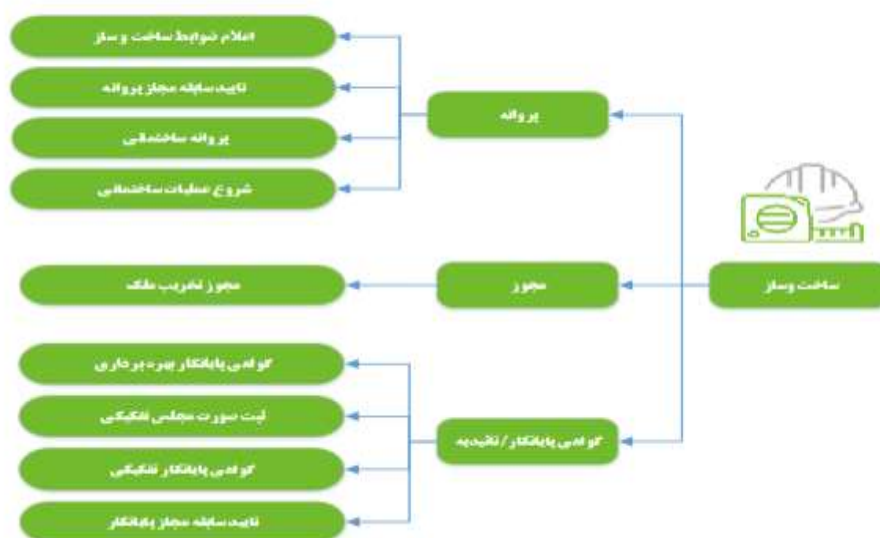 ساخت وساز
پروانه
اعلام ضوابط ساخت و ساز
تایید سابقه مجاز پروانه
پروانه ساختمانی
شروع عملیات ساختمانی
مجوز
مجوز تخریب ملک
گواهی پایانکار/تائیدیه
گواهی پایانکار بهره برداری
ثبت صورت مجلس تفکیکی
گواهی پایانکار تفکیکی
تایید سابقه مجاز پایانکار